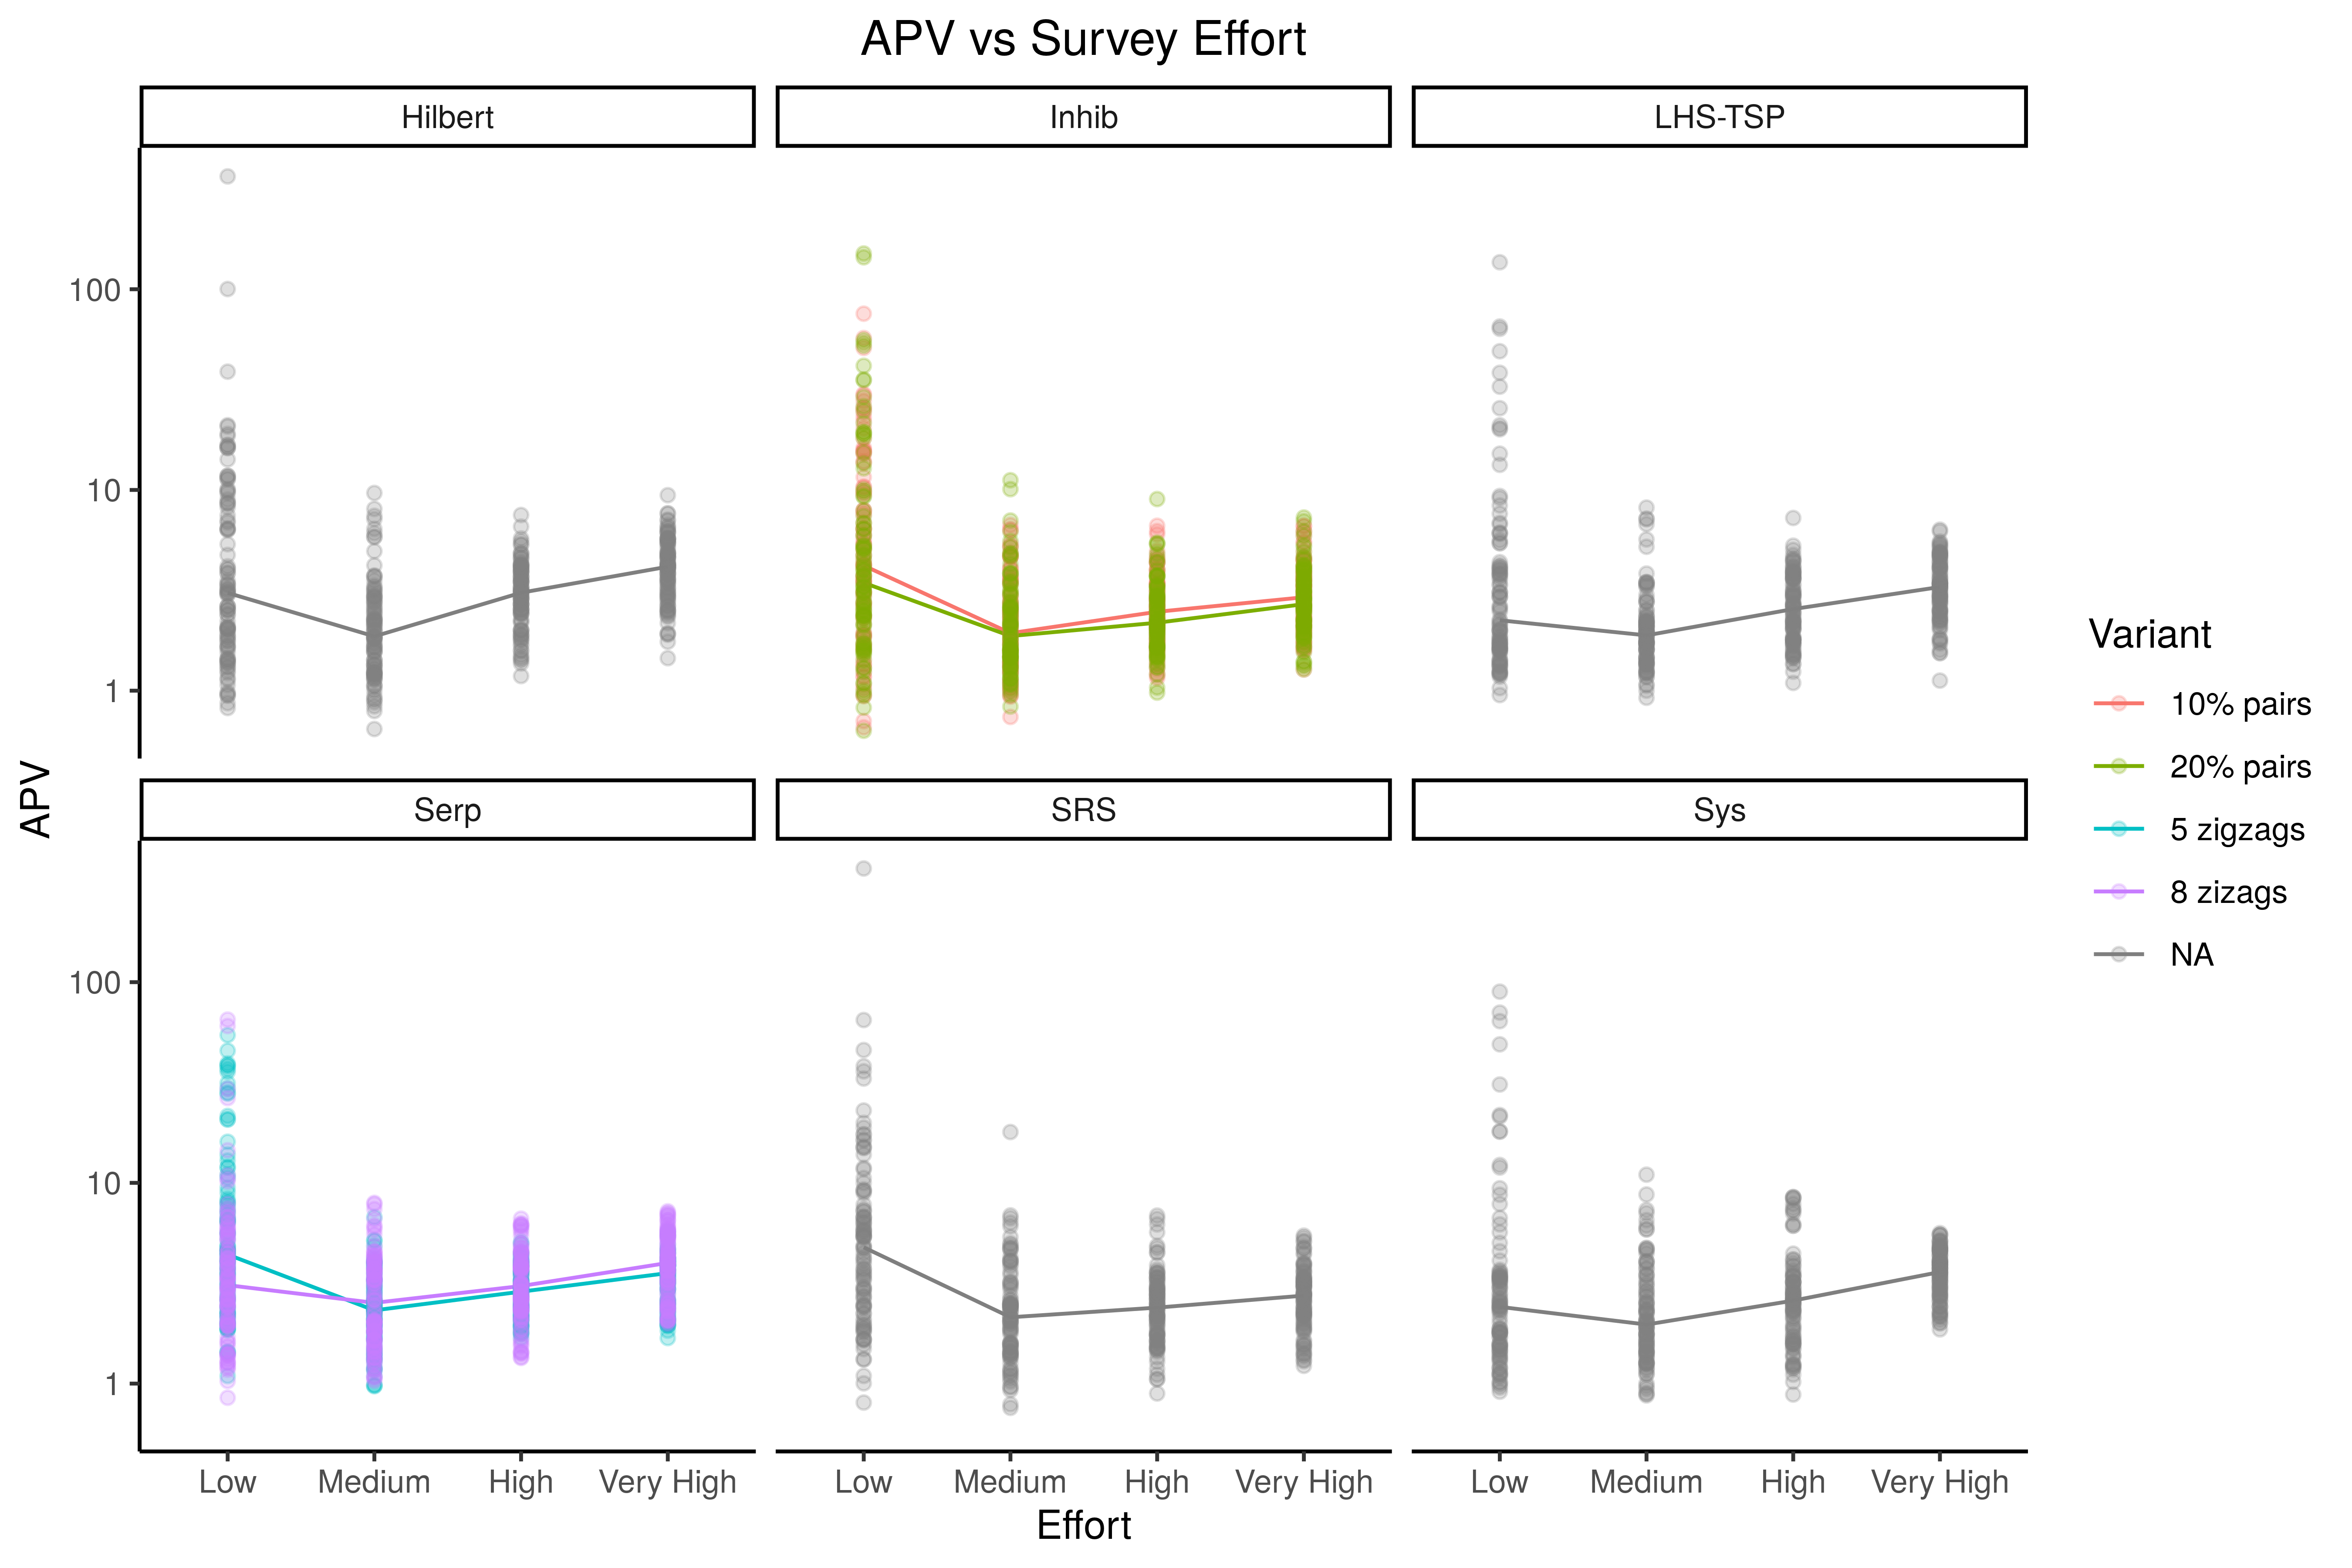 APV vs Survey Effort
Hilbert Inhib LHS-TSP
100
10
1
Serp SRS Sys
100
10
1
APV
Low Medium High Very High Low Medium High Very High Low Medium High Very High
Effort
Variant
10% pairs
20% pairs
5 zigzags
8 zizags
NA